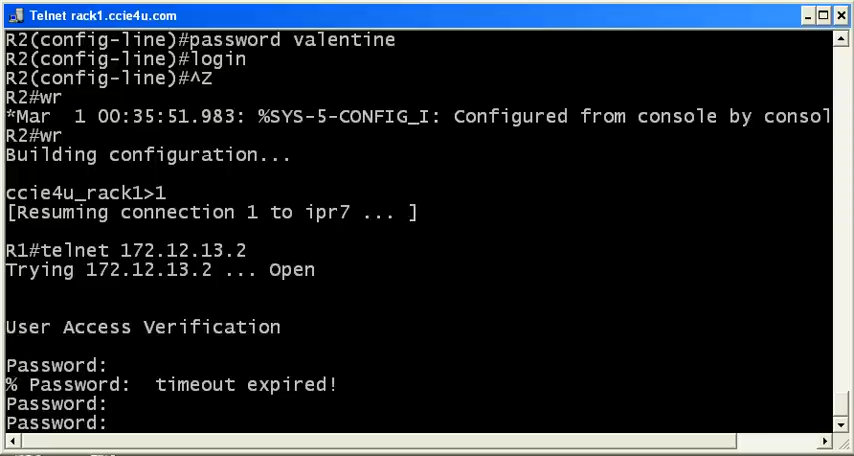 Telnet rack1.ccie4u.com
R2(config-line)#password valentine
R2(config-line)#login
R2(config-line)#^Z
R2#wr
*Mar  1 00:35:51.983: %SYS-5-CONFIG_I: Configured from console by consol
R2#wr
Building configuration...
ccie4u_rack1>1
[Resuming connection 1 to ipr7 ... ]
R1#telnet 172.12.13.2
Trying 172.12.13.2 ... Open
User Access Verification
Password:
% Password:  timeout expired!
Password:
Password: